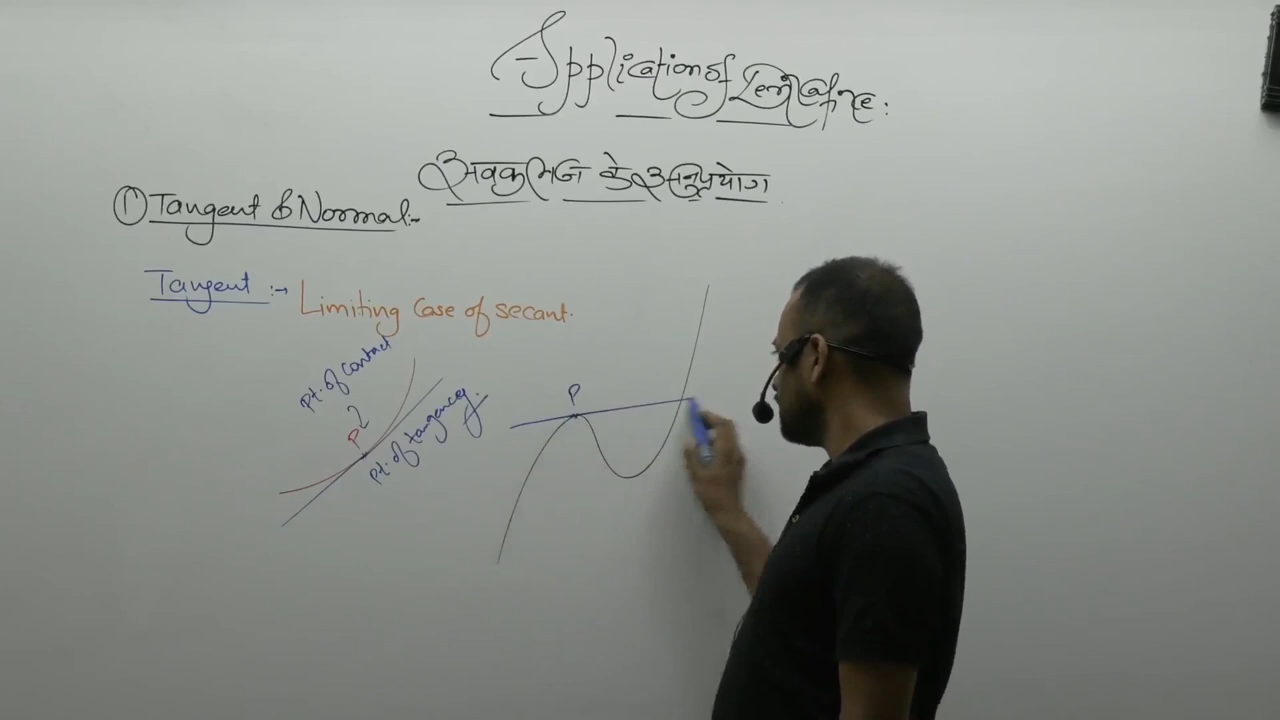 Application of Derivative:
अवकलज के अनुप्रयोग
① Tangent & Normal:-
Tangent :→ Limiting Case of secant.
Pt. of contact
P
Pt. of tangency.
P